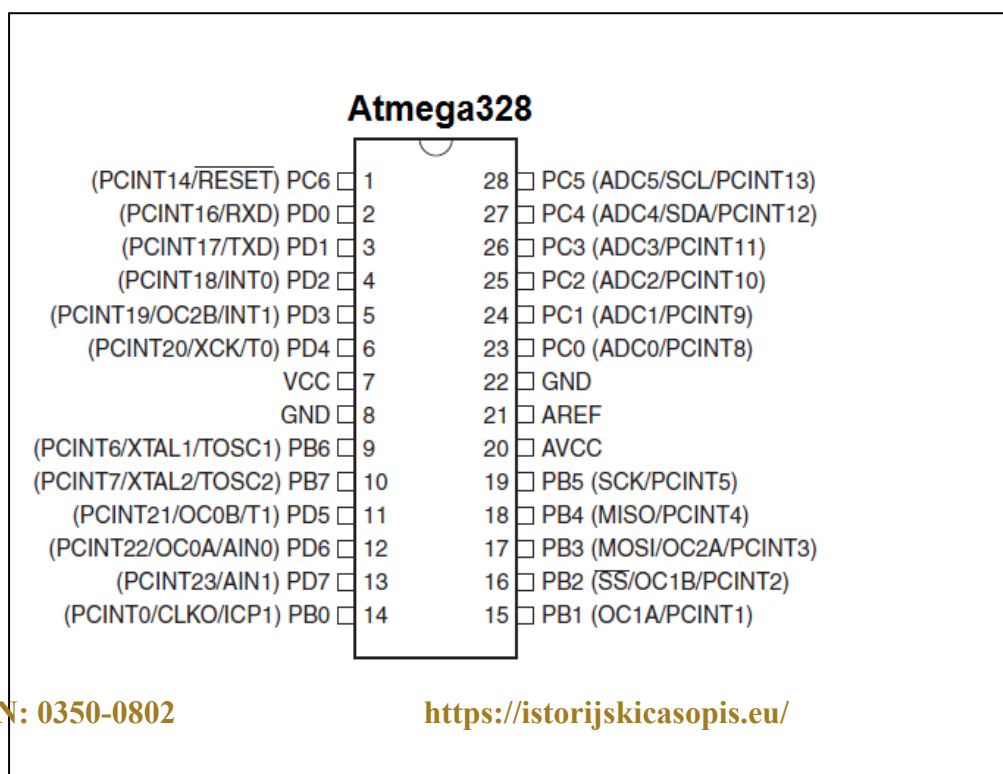 Atmega328
(PCINT14/RESET) PC6 1 28 PC5 (ADC5/SCL/PCINT13)
(PCINT16/RXD) PD0 2 27 PC4 (ADC4/SDA/PCINT12)
(PCINT17/TXD) PD1 3 26 PC3 (ADC3/PCINT11)
(PCINT18/INT0) PD2 4 25 PC2 (ADC2/PCINT10)
(PCINT19/OC2B/INT1) PD3 5 24 PC1 (ADC1/PCINT9)
(PCINT20/XCK/T0) PD4 6 23 PC0 (ADC0/PCINT8)
VCC 7 22 GND
GND 8 21 AREF
(PCINT6/XTAL1/TOSC1) PB6 9 20 AVCC
(PCINT7/XTAL2/TOSC2) PB7 10 19 PB5 (SCK/PCINT5)
(PCINT21/OC0B/T1) PD5 11 18 PB4 (MISO/PCINT4)
(PCINT22/OC0A/AIN0) PD6 12 17 PB3 (MOSI/OC2A/PCINT3)
(PCINT23/AIN1) PD7 13 16 PB2 (SS/OC1B/PCINT2)
(PCINT0/CLKO/ICP1) PB0 14 15 PB1 (OC1A/PCINT1)
N: 0350-0802 https://istorijskicasopis.eu/